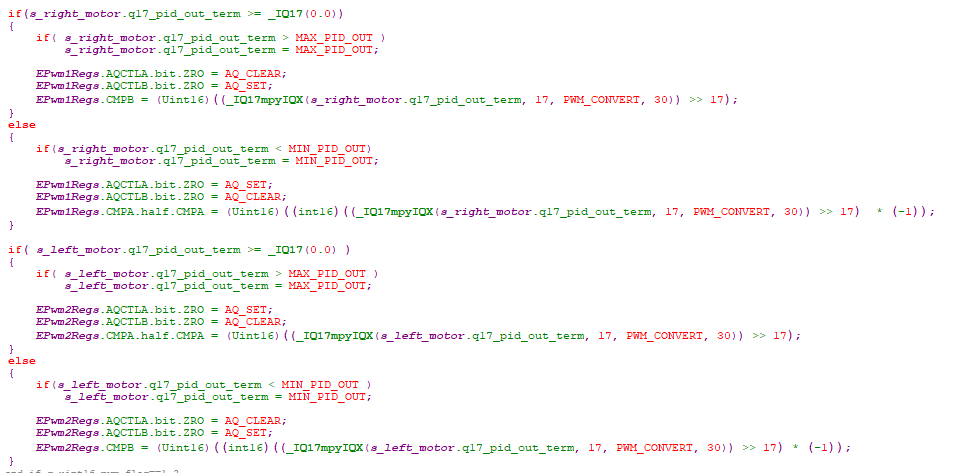 if(s_right_motor.q17_pid_out_term >= _IQ17(0.0))
{
    if( s_right_motor.q17_pid_out_term > MAX_PID_OUT )
        s_right_motor.q17_pid_out_term = MAX_PID_OUT;

    EPwm1Regs.AQCTLA.bit.ZRO = AQ_CLEAR;
    EPwm1Regs.AQCTLB.bit.ZRO = AQ_SET;
    EPwm1Regs.CMPB = (Uint16)((_IQ17mpyIQX(s_right_motor.q17_pid_out_term, 17, PWM_CONVERT, 30)) >> 17);
}
else
{
    if(s_right_motor.q17_pid_out_term < MIN_PID_OUT)
        s_right_motor.q17_pid_out_term = MIN_PID_OUT;

    EPwm1Regs.AQCTLA.bit.ZRO = AQ_SET;
    EPwm1Regs.AQCTLB.bit.ZRO = AQ_CLEAR;
    EPwm1Regs.CMPA.half.CMPA = (Uint16)((int16)((_IQ17mpyIQX(s_right_motor.q17_pid_out_term, 17, PWM_CONVERT, 30)) >> 17)  * (-1));
}

if( s_left_motor.q17_pid_out_term >= _IQ17(0.0) )
{
    if( s_left_motor.q17_pid_out_term > MAX_PID_OUT )
        s_left_motor.q17_pid_out_term = MAX_PID_OUT;

    EPwm2Regs.AQCTLA.bit.ZRO = AQ_SET;
    EPwm2Regs.AQCTLB.bit.ZRO = AQ_CLEAR;
    EPwm2Regs.CMPA.half.CMPA = (Uint16)((_IQ17mpyIQX(s_left_motor.q17_pid_out_term, 17, PWM_CONVERT, 30)) >> 17);
}
else
{
    if(s_left_motor.q17_pid_out_term < MIN_PID_OUT )
        s_left_motor.q17_pid_out_term = MIN_PID_OUT;

    EPwm2Regs.AQCTLA.bit.ZRO = AQ_CLEAR;
    EPwm2Regs.AQCTLB.bit.ZRO = AQ_SET;
    EPwm2Regs.CMPB = (Uint16)((int16)((_IQ17mpyIQX(s_left_motor.q17_pid_out_term, 17, PWM_CONVERT, 30)) >> 17) * (-1));
}